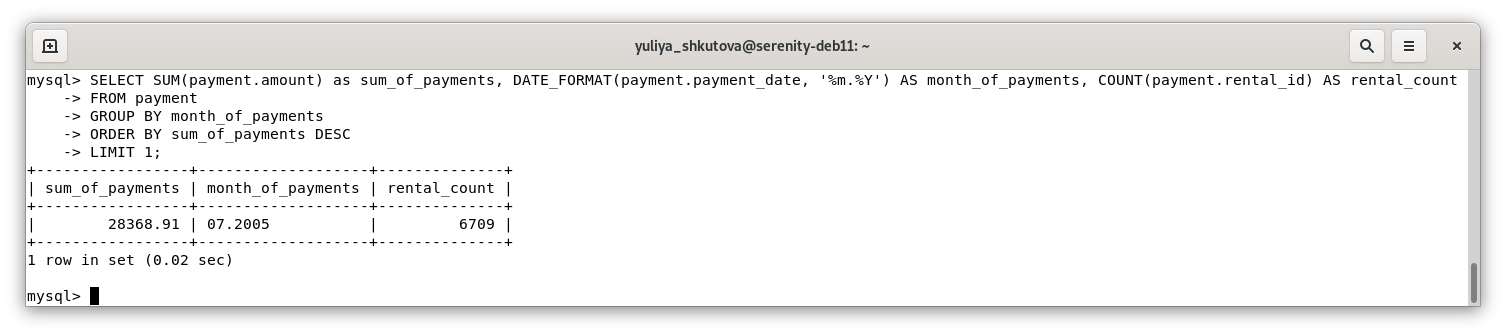 yuliya_shkutova@serenity-deb11: ~
mysql> SELECT SUM(payment.amount) as sum_of_payments, DATE_FORMAT(payment.payment_date, '%m.%Y') AS month_of_payments, COUNT(payment.rental_id) AS rental_count
    -> FROM payment
    -> GROUP BY month_of_payments
    -> ORDER BY sum_of_payments DESC
    -> LIMIT 1;
+-----------------+-------------------+--------------+
| sum_of_payments | month_of_payments | rental_count |
+-----------------+-------------------+--------------+
|        28368.91 | 07.2005           |         6709 |
+-----------------+-------------------+--------------+
1 row in set (0.02 sec)
mysql>